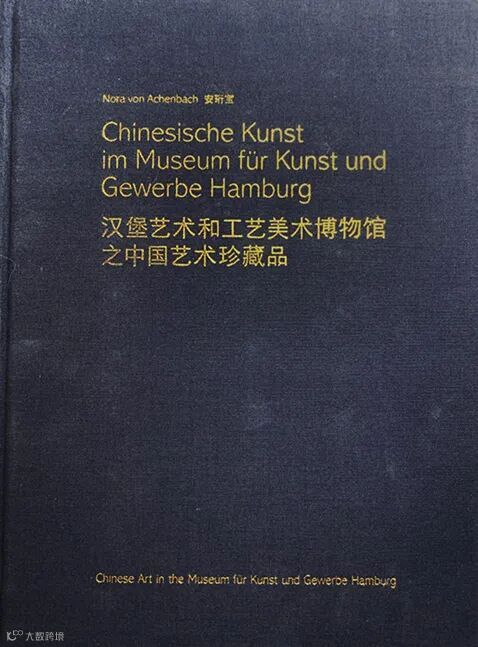 Nora von Achenbach 安珩宝
Chinesische Kunst
im Museum für Kunst und
Gewerbe Hamburg
汉堡艺术和工艺美术博物馆
之中国艺术珍藏品
Chinese Art in the Museum für Kunst und Gewerbe Hamburg
大数跨境